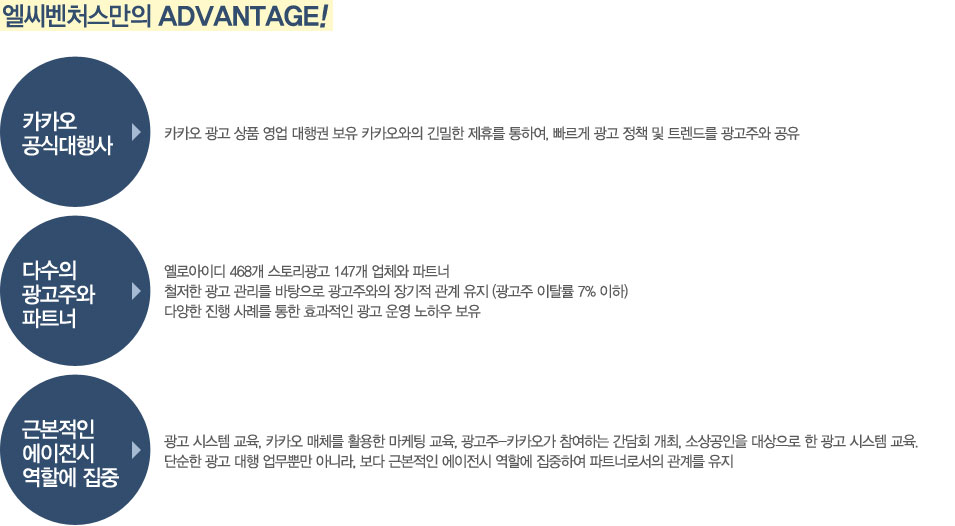 엘씨벤처스만의 ADVANTAGE!
카카오
공식대행사
카카오 광고 상품 영업 대행권 보유 카카오와의 긴밀한 제휴를 통하여, 빠르게 광고 정책 및 트렌드를 광고주와 공유
다수의
광고주와
파트너
옐로아이디 468개 스토리광고 147개 업체와 파트너
철저한 광고 관리를 바탕으로 광고주와의 장기적 관계 유지 (광고주 이탈률 7% 이하)
다양한 진행 사례를 통한 효과적인 광고 운영 노하우 보유
근본적인
에이전시
역할에 집중
광고 시스템 교육, 카카오 매체를 활용한 마케팅 교육, 광고주-카카오가 참여하는 간담회 개최, 소상공인을 대상으로 한 광고 시스템 교육.
단순한 광고 대행 업무뿐만 아니라, 보다 근본적인 에이전시 역할에 집중하여 파트너로서의 관계를 유지